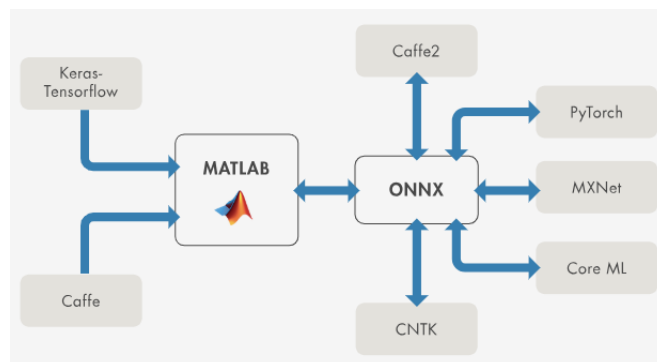 Keras-
Tensorflow
Caffe
MATLAB
Caffe2
ONNX
CNTK
PyTorch
MXNet
Core ML